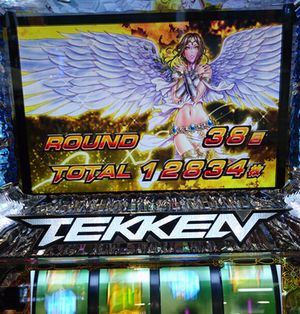 ROUND 38回
TOTAL 12834枚
TEKKEN